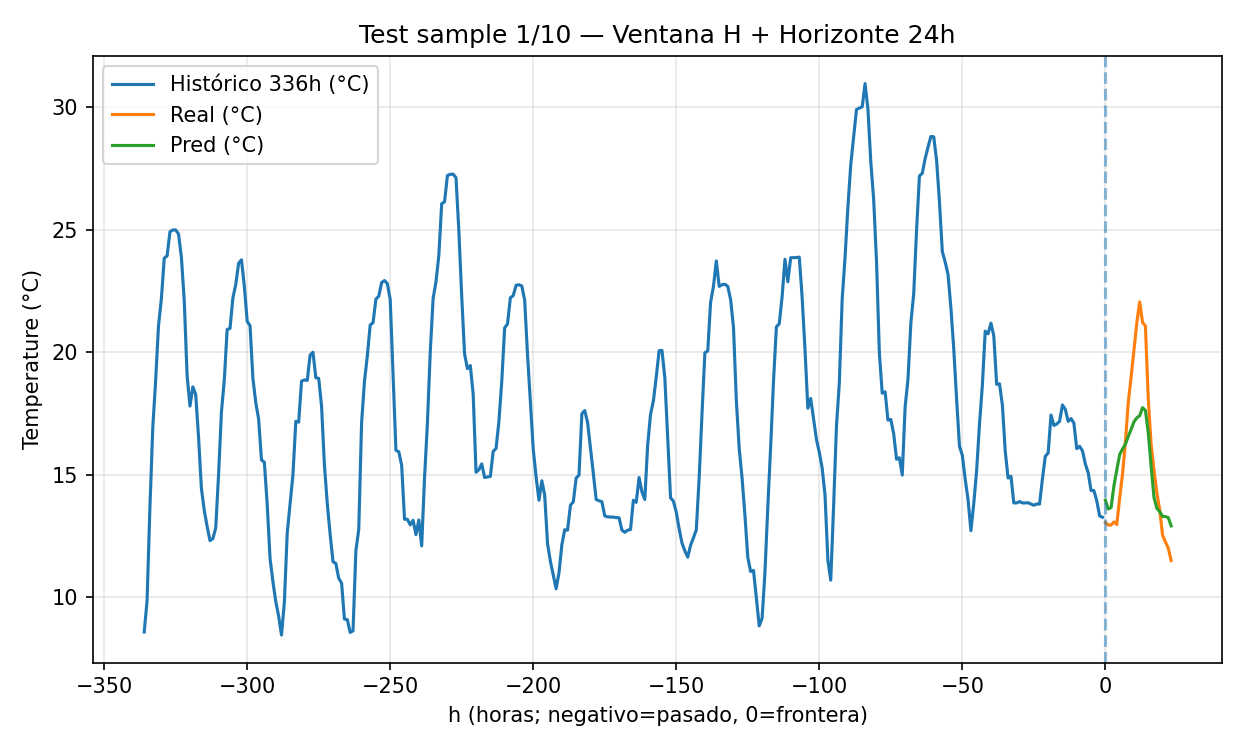 Test sample 1/10 — Ventana H + Horizonte 24h
Histórico 336h (°C)
Real (°C)
Pred (°C)
Temperature (°C)
30
25
20
15
10
−350
−300
−250
−200
−150
−100
−50
0
h (horas; negativo=pasado, 0=frontera)